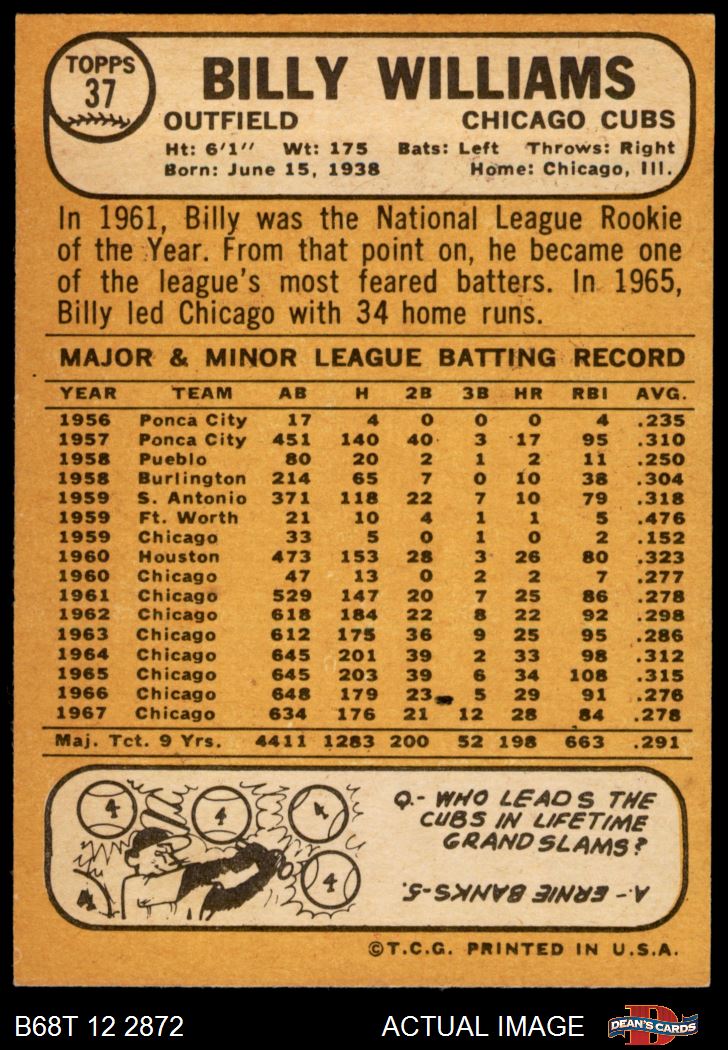 TOPPS
37
BILLY WILLIAMS
OUTFIELD CHICAGO CUBS
Ht: 6'1" Wt: 175 Bats: Left Throws: Right
Born: June 15, 1938 Home: Chicago, Ill.
In 1961, Billy was the National League Rookie
of the Year. From that point on, he became one
of the league's most feared batters. In 1965,
Billy led Chicago with 34 home runs.
MAJOR & MINOR LEAGUE BATTING RECORD
YEAR TEAM AB H 2B 3B HR RBI AVG.
1956 Ponca City 17 4 0 0 0 4 .235
1957 Ponca City 451 140 40 3 17 95 .310
1958 Pueblo 80 20 2 1 2 11 .250
1958 Burlington 214 65 7 0 10 38 .304
1959 S. Antonio 371 118 22 7 10 79 .318
1959 Ft. Worth 21 10 4 1 1 5 .476
1959 Chicago 33 5 0 1 0 2 .152
1960 Houston 473 153 28 3 26 80 .323
1960 Chicago 47 13 0 2 2 7 .277
1961 Chicago 529 147 20 7 25 86 .278
1962 Chicago 618 184 22 8 22 92 .298
1963 Chicago 612 175 36 9 25 95 .286
1964 Chicago 645 201 39 2 33 98 .312
1965 Chicago 645 203 39 6 34 108 .315
1966 Chicago 648 179 23 5 29 91 .276
1967 Chicago 634 176 21 12 28 84 .278
Maj. Tct. 9 Yrs. 4411 1283 200 52 198 663 .291
4 4 4 4 4
Q.- WHO LEADS THE
CUBS IN LIFETIME
GRAND SLAMS?
A - ERNIE BANKS-5.
©T.C.G. PRINTED IN U.S.A.
B68T 12 2872 ACTUAL IMAGE D DEAN'S CARDS